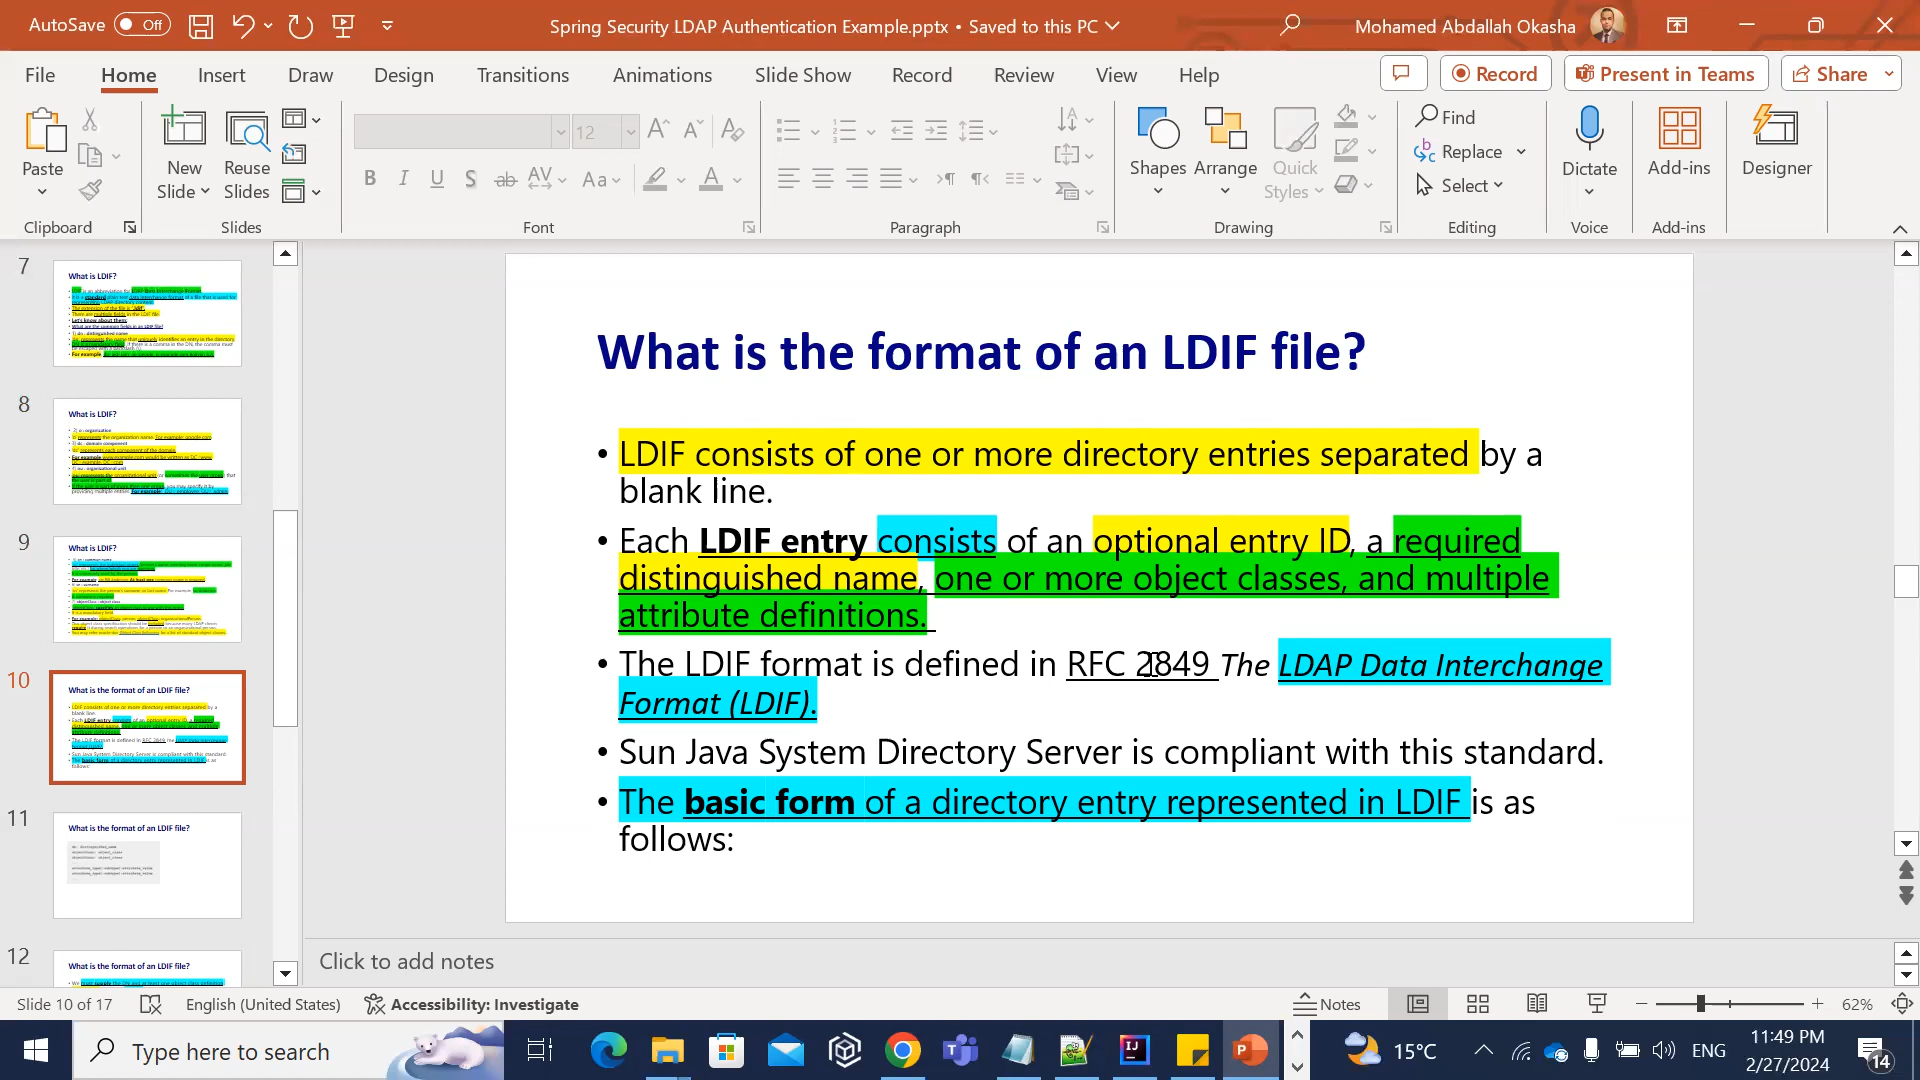 AutoSave Off
Spring Security LDAP Authentication Example.pptx • Saved to this PC
Mohamed Abdallah Okasha
File Home Insert Draw Design Transitions Animations Slide Show Record Review View Help
Record
Present in Teams
Share
Paste
New Slide
Reuse Slides
12
Shapes
Arrange
Quick Styles
Find
Replace
Select
Dictate
Add-ins
Designer
Clipboard
Slides
Font
Paragraph
Drawing
Editing
Voice
Add-ins
7
What is LDIF?
8
What is LDIF?
9
What is LDIF?
10
What is the format of an LDIF file?
11
What is the format of an LDIF file?
12
What is the format of an LDIF file?
What is the format of an LDIF file?
• LDIF consists of one or more directory entries separated by a
blank line.
• Each LDIF entry consists of an optional entry ID, a required
distinguished name, one or more object classes, and multiple
attribute definitions.
• The LDIF format is defined in RFC 2849 The LDAP Data Interchange
Format (LDIF).
• Sun Java System Directory Server is compliant with this standard.
• The basic form of a directory entry represented in LDIF is as
follows:
Click to add notes
Slide 10 of 17
English (United States)
Accessibility: Investigate
Notes
62%
Type here to search
15°C
ENG
11:49 PM
2/27/2024
14